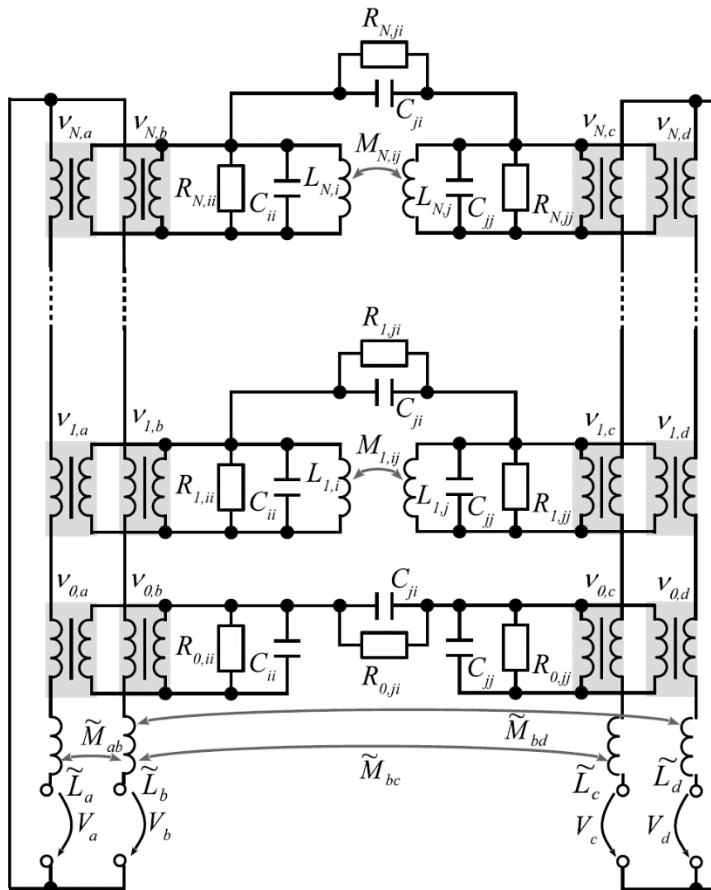 R_{N,ji}
C_{ji}
ν_{N,a} ν_{N,b} ν_{N,c} ν_{N,d}
M_{N,ij}
R_{N,ii} C_{ii} L_{N,i} L_{N,j} C_{jj} R_{N,jj}
R_{1,ji}
C_{ji}
ν_{1,a} ν_{1,b} ν_{1,c} ν_{1,d}
M_{1,ij}
R_{1,ii} C_{ii} L_{1,i} L_{1,j} C_{jj} R_{1,jj}
C_{ji}
ν_{0,a} ν_{0,b} ν_{0,c} ν_{0,d}
R_{0,ii} C_{ii} R_{0,ji} C_{jj} R_{0,jj}
M̃_{ab} M̃_{bd}
M̃_{bc}
L̃_a L̃_b L̃_c L̃_d
V_a V_b V_c V_d